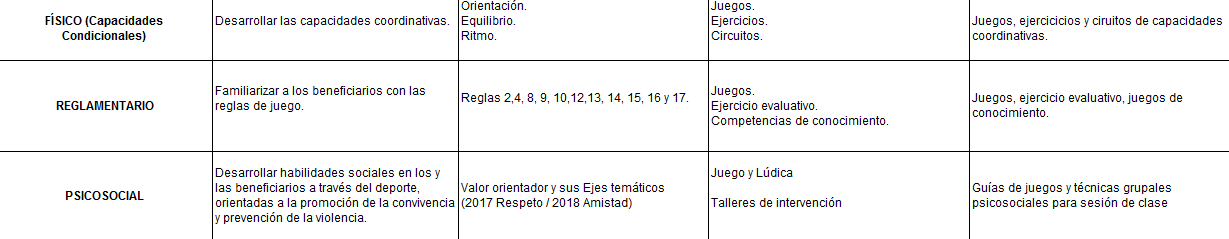 FÍSICO (Capacidades
Condicionales)
Desarrollar las capacidades coordinativas.
Orientación.
Equilibrio.
Ritmo.
Juegos.
Ejercicios.
Circuitos.
Juegos, ejercicicios y ciruitos de capacidades
coordinativas.
REGLAMENTARIO
Familiarizar a los beneficiarios con las
reglas de juego.
Reglas 2,4, 8, 9, 10,12,13, 14, 15, 16 y 17.
Juegos.
Ejercicio evaluativo.
Competencias de conocimiento.
Juegos, ejercicio evaluativo, juegos de
conocimiento.
PSICOSOCIAL
Desarrollar habilidades sociales en los y
las beneficiarios a través del deporte,
orientadas a la promoción de la convivencia
y prevención de la violencia.
Valor orientador y sus Ejes temáticos
(2017 Respeto / 2018 Amistad)
Juego y Lúdica
Talleres de intervención
Guías de juegos y técnicas grupales
psicosociales para sesión de clase